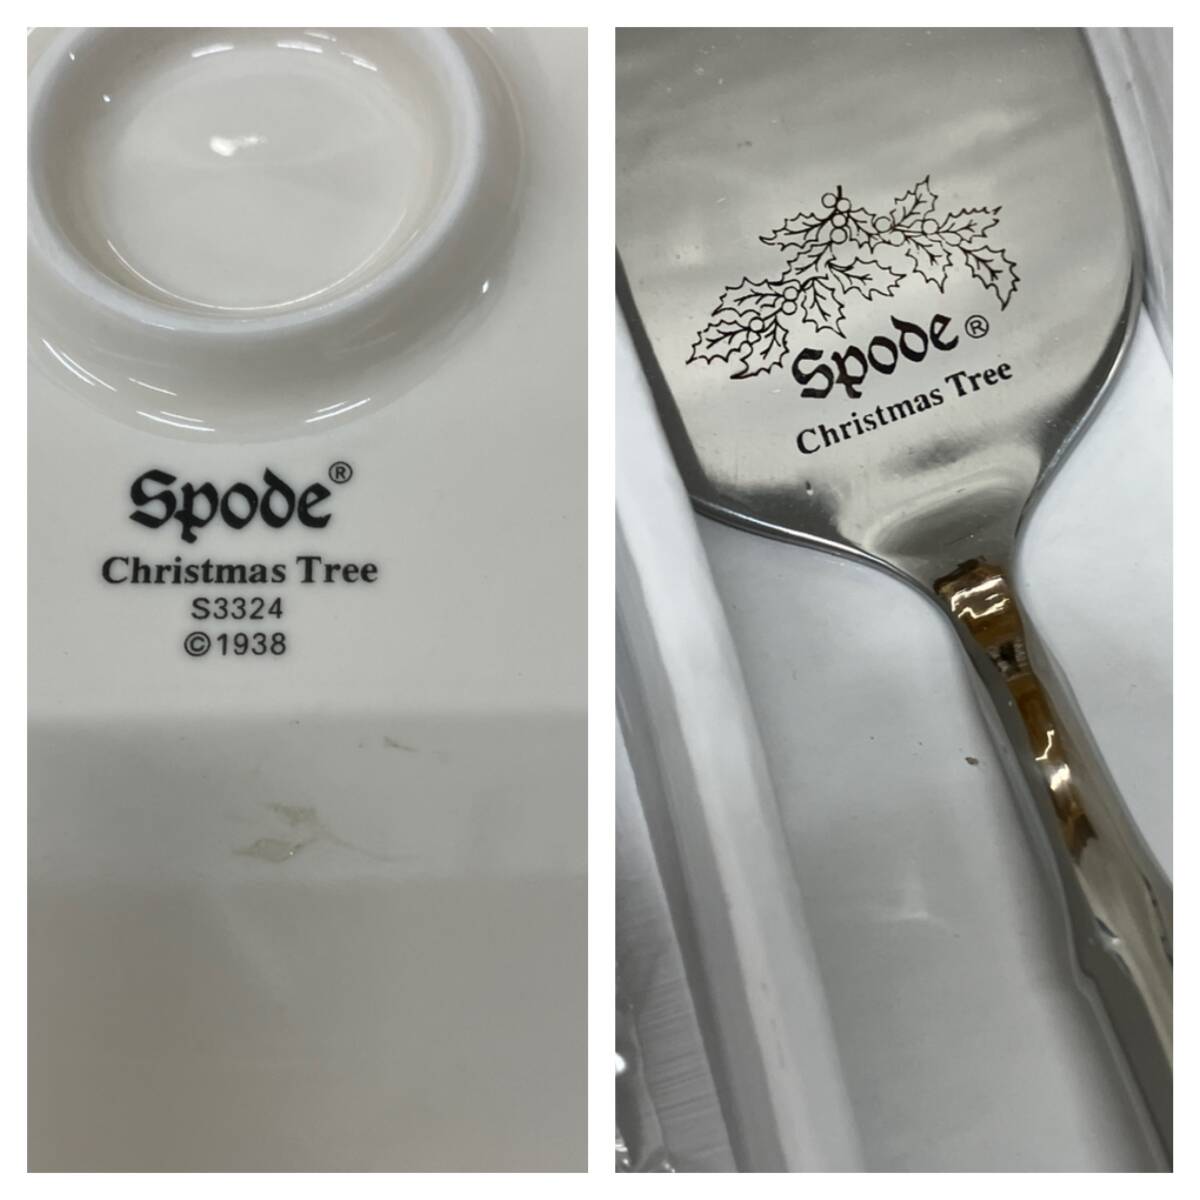 Spode®
Christmas Tree
S3324
©1938
Spode®
Christmas Tree